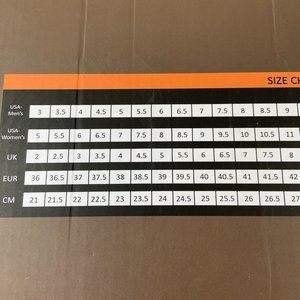 SIZE CH
USA-Men's 3 3.5 4 4.5 5 5.5 6 6.5 7 7.5 8 8.5 9
USA-Women's 5 5.5 6 6.5 7 7.5 8 8.5 9 9.5 10 10.5 11
UK 2 2.5 3 3.5 4 4.5 5 5.5 6 6.5 7 7.5 8
EUR 36 36.5 37 37.5 38 38.5 39 39.5 40 40.5 41 41.5 42
CM 21 21.5 22 22.5 23 23.5 24 24.5 25 25.5 26 26.5 27